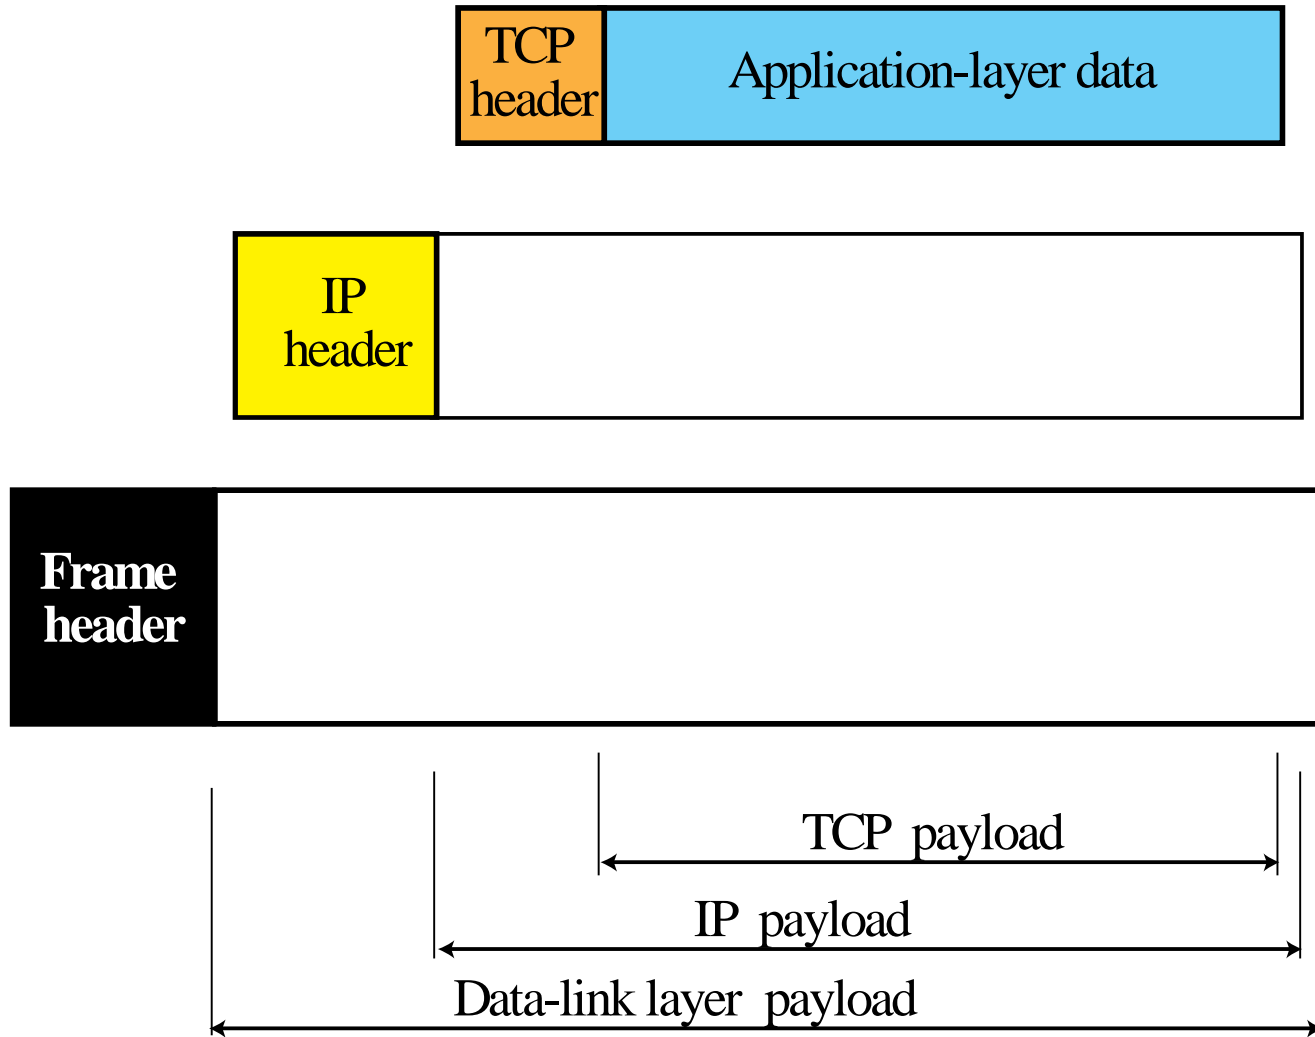 TCP
header
Application-layer data
IP
header
Frame
header
TCP payload
IP payload
Data-link layer payload